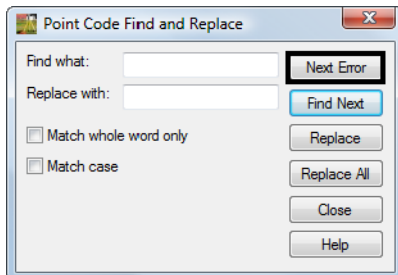 Point Code Find and Replace
Find what:
Next Error
Replace with:
Find Next
Match whole word only
Replace
Match case
Replace All
Close
Help